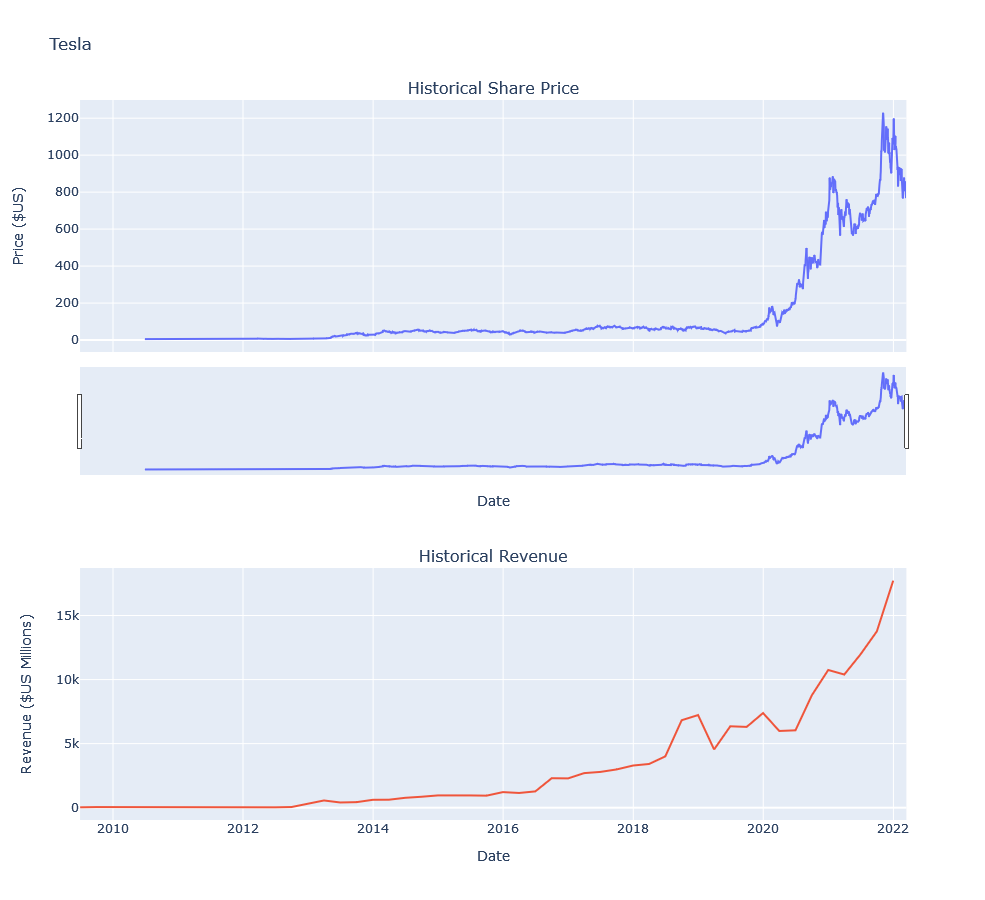 Tesla
Historical Share Price
1200
1000
800
600
400
200
0
Price ($US)
Date
Historical Revenue
15k
10k
5k
0
Revenue ($US Millions)
2010 2012 2014 2016 2018 2020 2022
Date